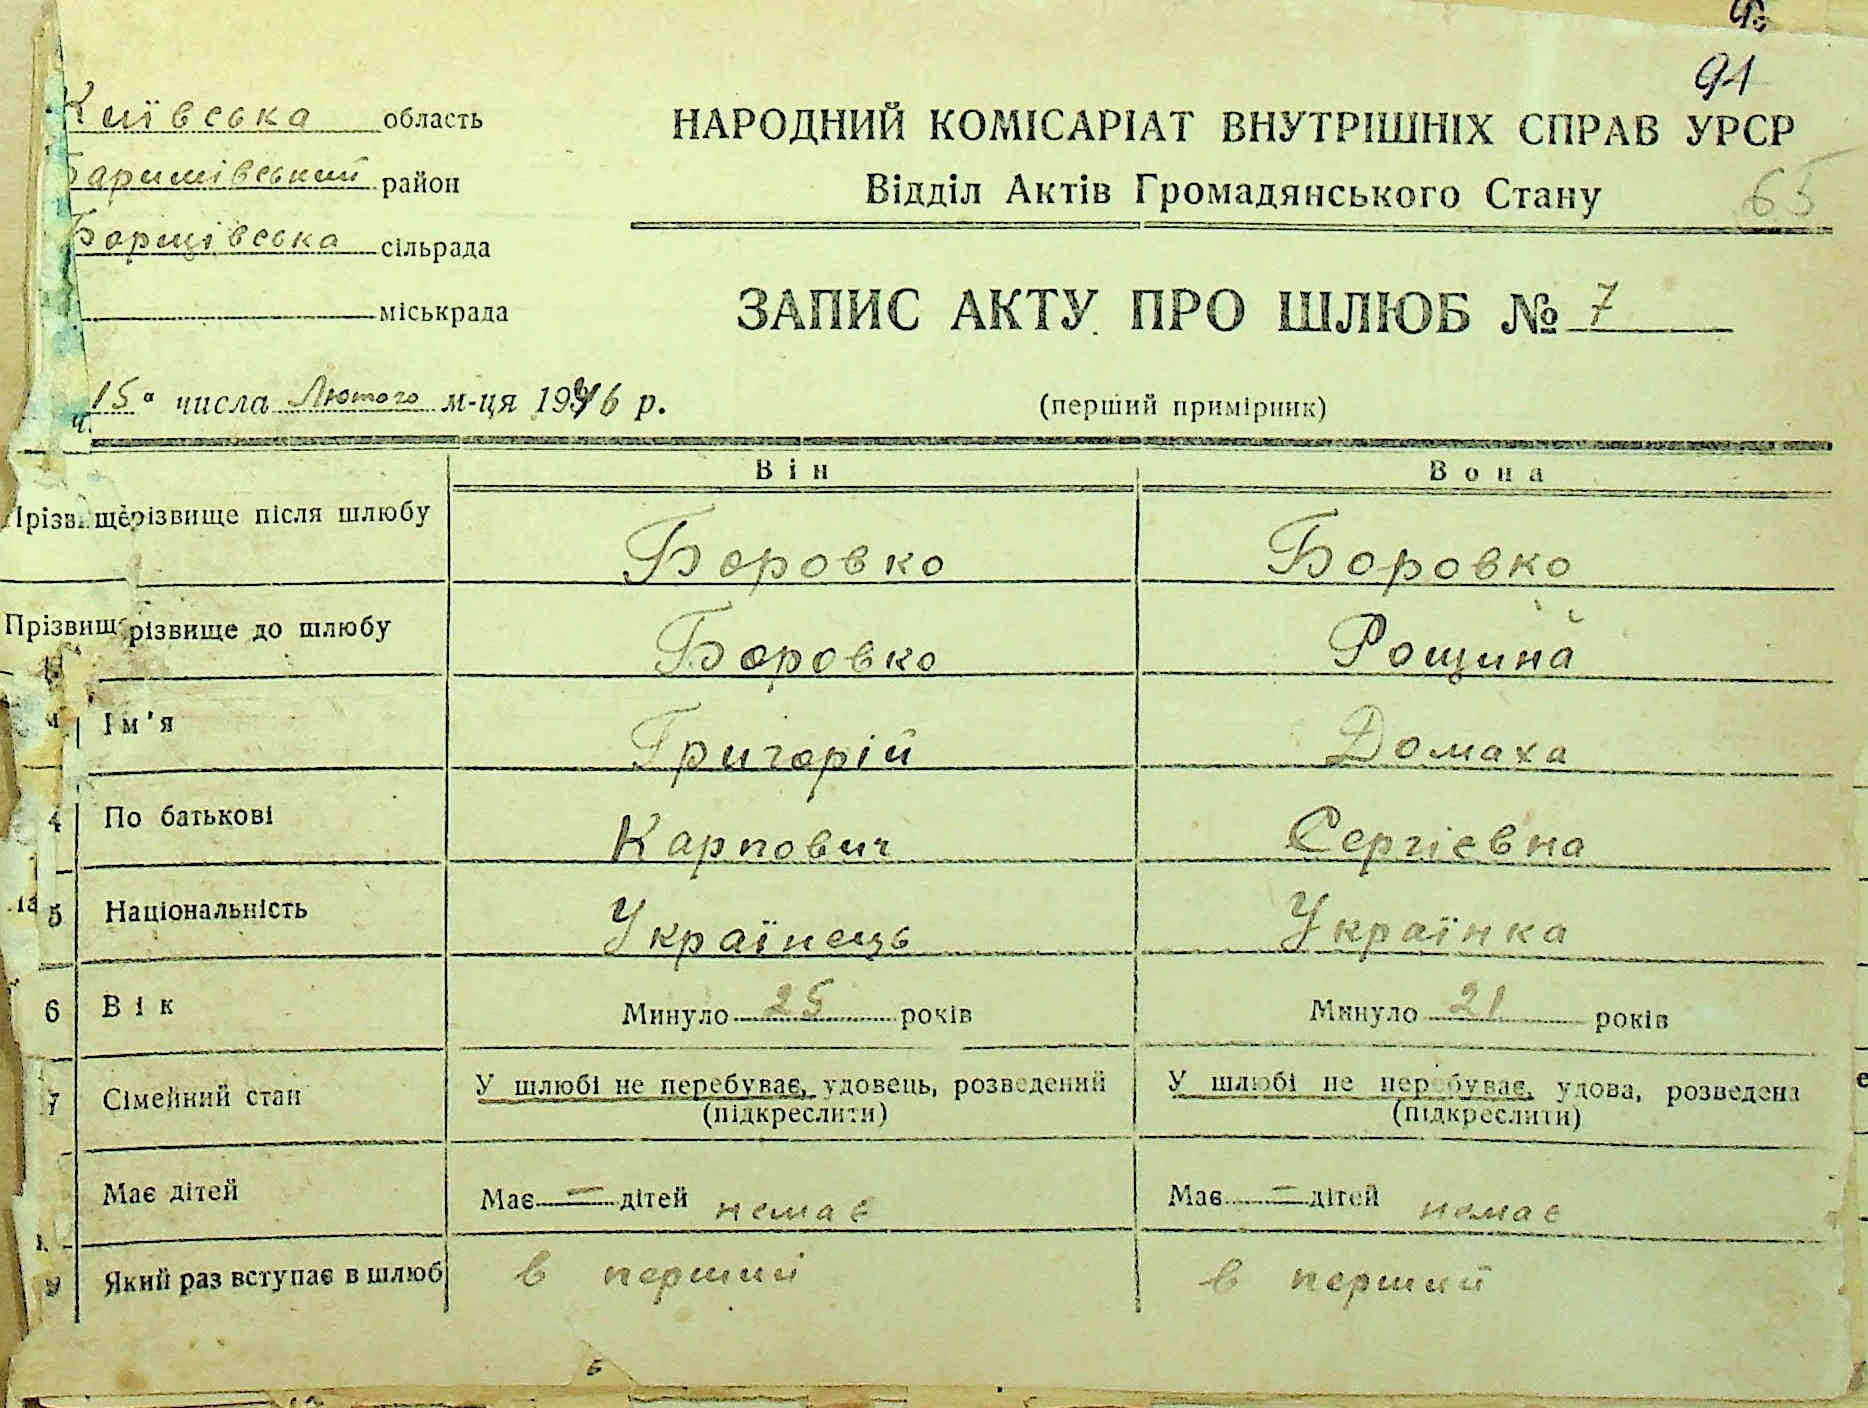 91
Київська область
Баришівський район
Борщівська сільрада
міськрада
НАРОДНИЙ КОМІСАРІАТ ВНУТРІШНІХ СПРАВ УРСР
Відділ Актів Громадянського Стану
65
ЗАПИС АКТУ ПРО ШЛЮБ № 7
15 числа Лютого м-ця 1946 р.
(перший примірник)
Він Вона
Прізвище після шлюбу Боровко Боровко
Прізвище до шлюбу Боровко Рощина
Ім'я Григорій Домаха
4 По батькові Карпович Сергієвна
5 Національність Українець Українка
6 Вік Минуло 25 років Минуло 21 років
7 Сімейний стан У шлюбі не перебуває, удовець, розведений У шлюбі не перебуває, удова, розведена
(підкреслити) (підкреслити)
Має дітей Має — дітей немає Має — дітей немає
9 Який раз вступає в шлюб в перший в перший